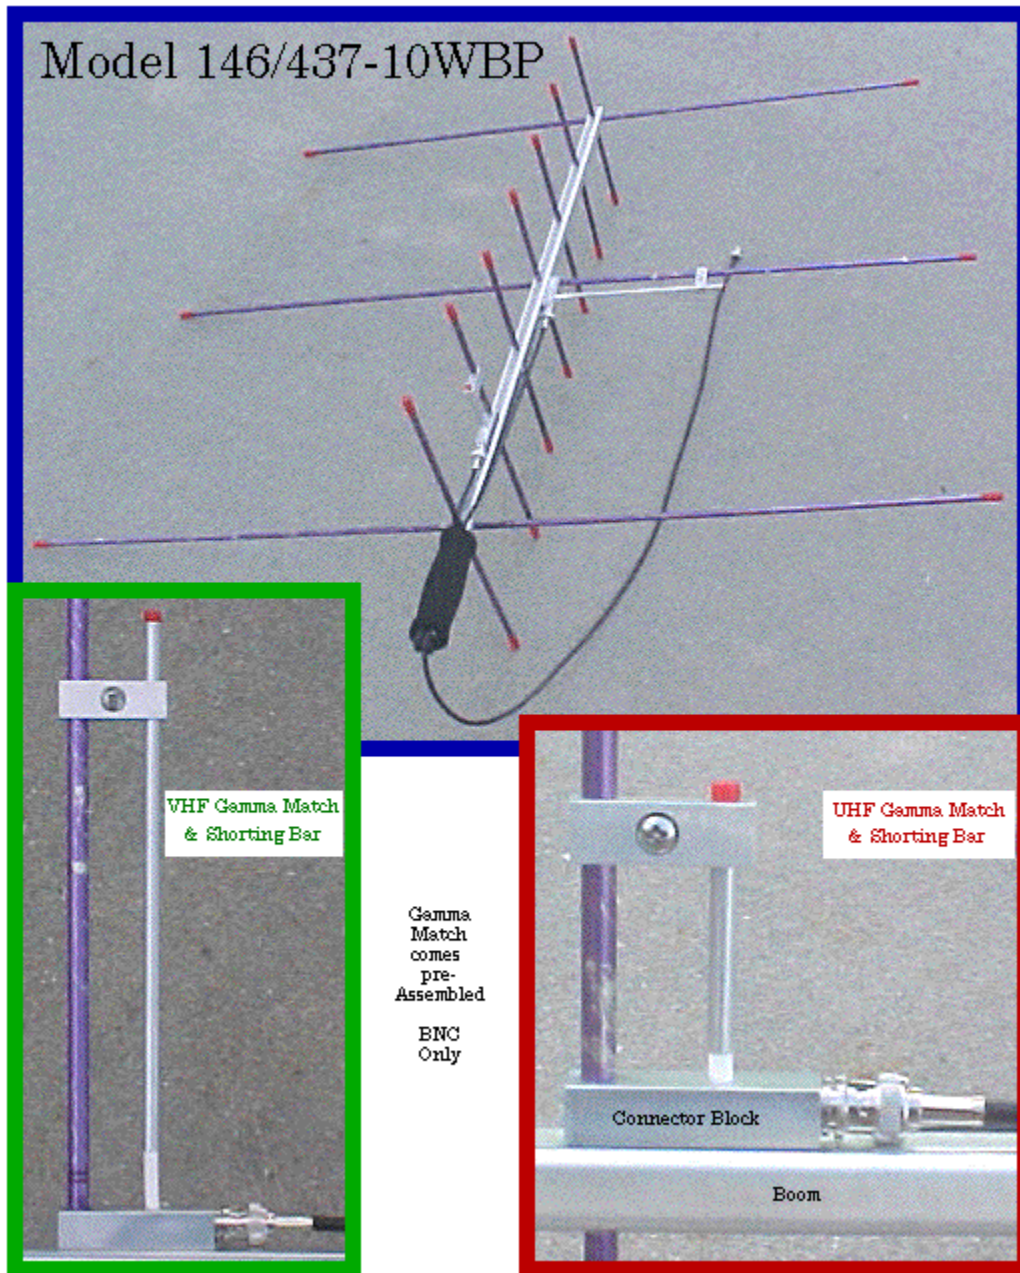 Model 146/437-10WBP
VHF Gamma Match
& Shorting Bar
Gamma
Match
comes
pre-
Assembled
BNC
Only
UHF Gamma Match
& Shorting Bar
Connector Block
Boom